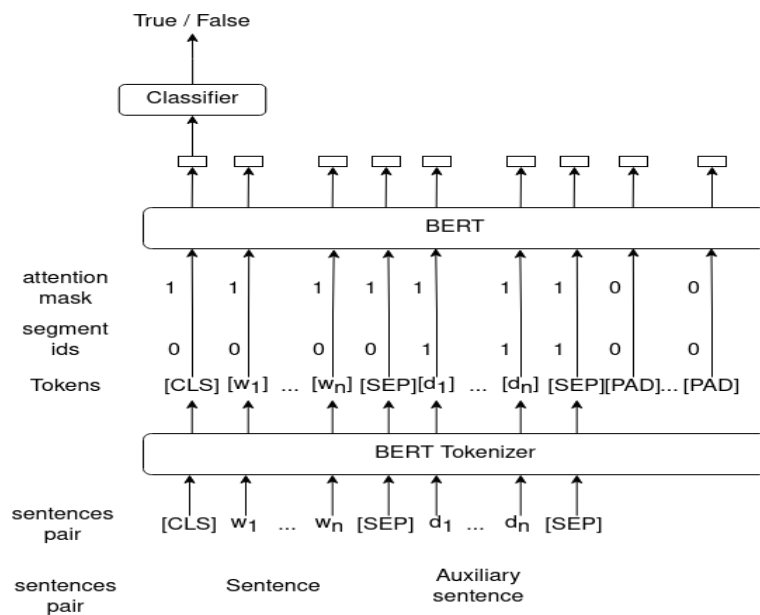 True / False
Classifier
BERT
attention
mask
1 1 1 1 1 1 1 0 0
segment
ids
0 0 0 0 1 1 1 0 0
Tokens [CLS] [w1] ... [wn] [SEP] [d1] ... [dn] [SEP] [PAD] ... [PAD]
BERT Tokenizer
sentences
pair
[CLS] w1 ... wn [SEP] d1 ... dn [SEP]
sentences
pair
Sentence
Auxiliary
sentence